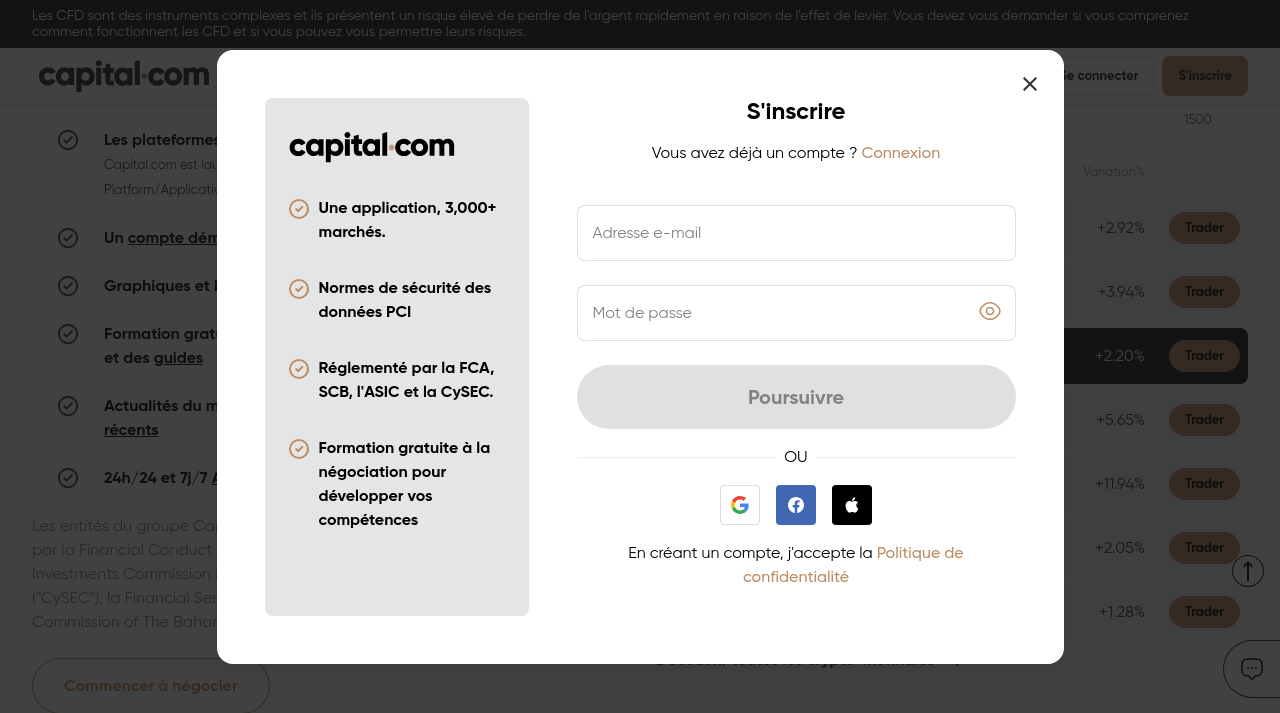 Les CFD sont des instruments complexes et ils présentent un risque élevé de perdre de l'argent rapidement en raison de l'effet de levier. Vous devez vous demander si vous comprenez
comment fonctionnent les CFD et si vous pouvez vous permettre leurs risques.
capital.com
Se connecter
S'inscrire
Les plateformes
Capital.com est
Platform/
Un compte
Graphiques et
Formation
et des guides
Actualités du
récents
24h/24 et 7j/7
Les entités du groupe
par la Financial Conduct
Investments Commission
("CySEC"), la Financial
Commission of The
Commencer à négocier
capital.com
Une application, 3,000+
marchés.
Normes de sécurité des
données PCI
Réglementé par la FCA,
SCB, l'ASIC et la CySEC.
Formation gratuite à la
négociation pour
développer vos
compétences
S'inscrire
Vous avez déjà un compte ? Connexion
Adresse e-mail
Mot de passe
Poursuivre
OU
En créant un compte, j'accepte la Politique de
confidentialité
1500
Variation%
+2.92% Trader
+3.94% Trader
+2.20% Trader
+5.65% Trader
+11.94% Trader
+2.05% Trader
+1.28% Trader